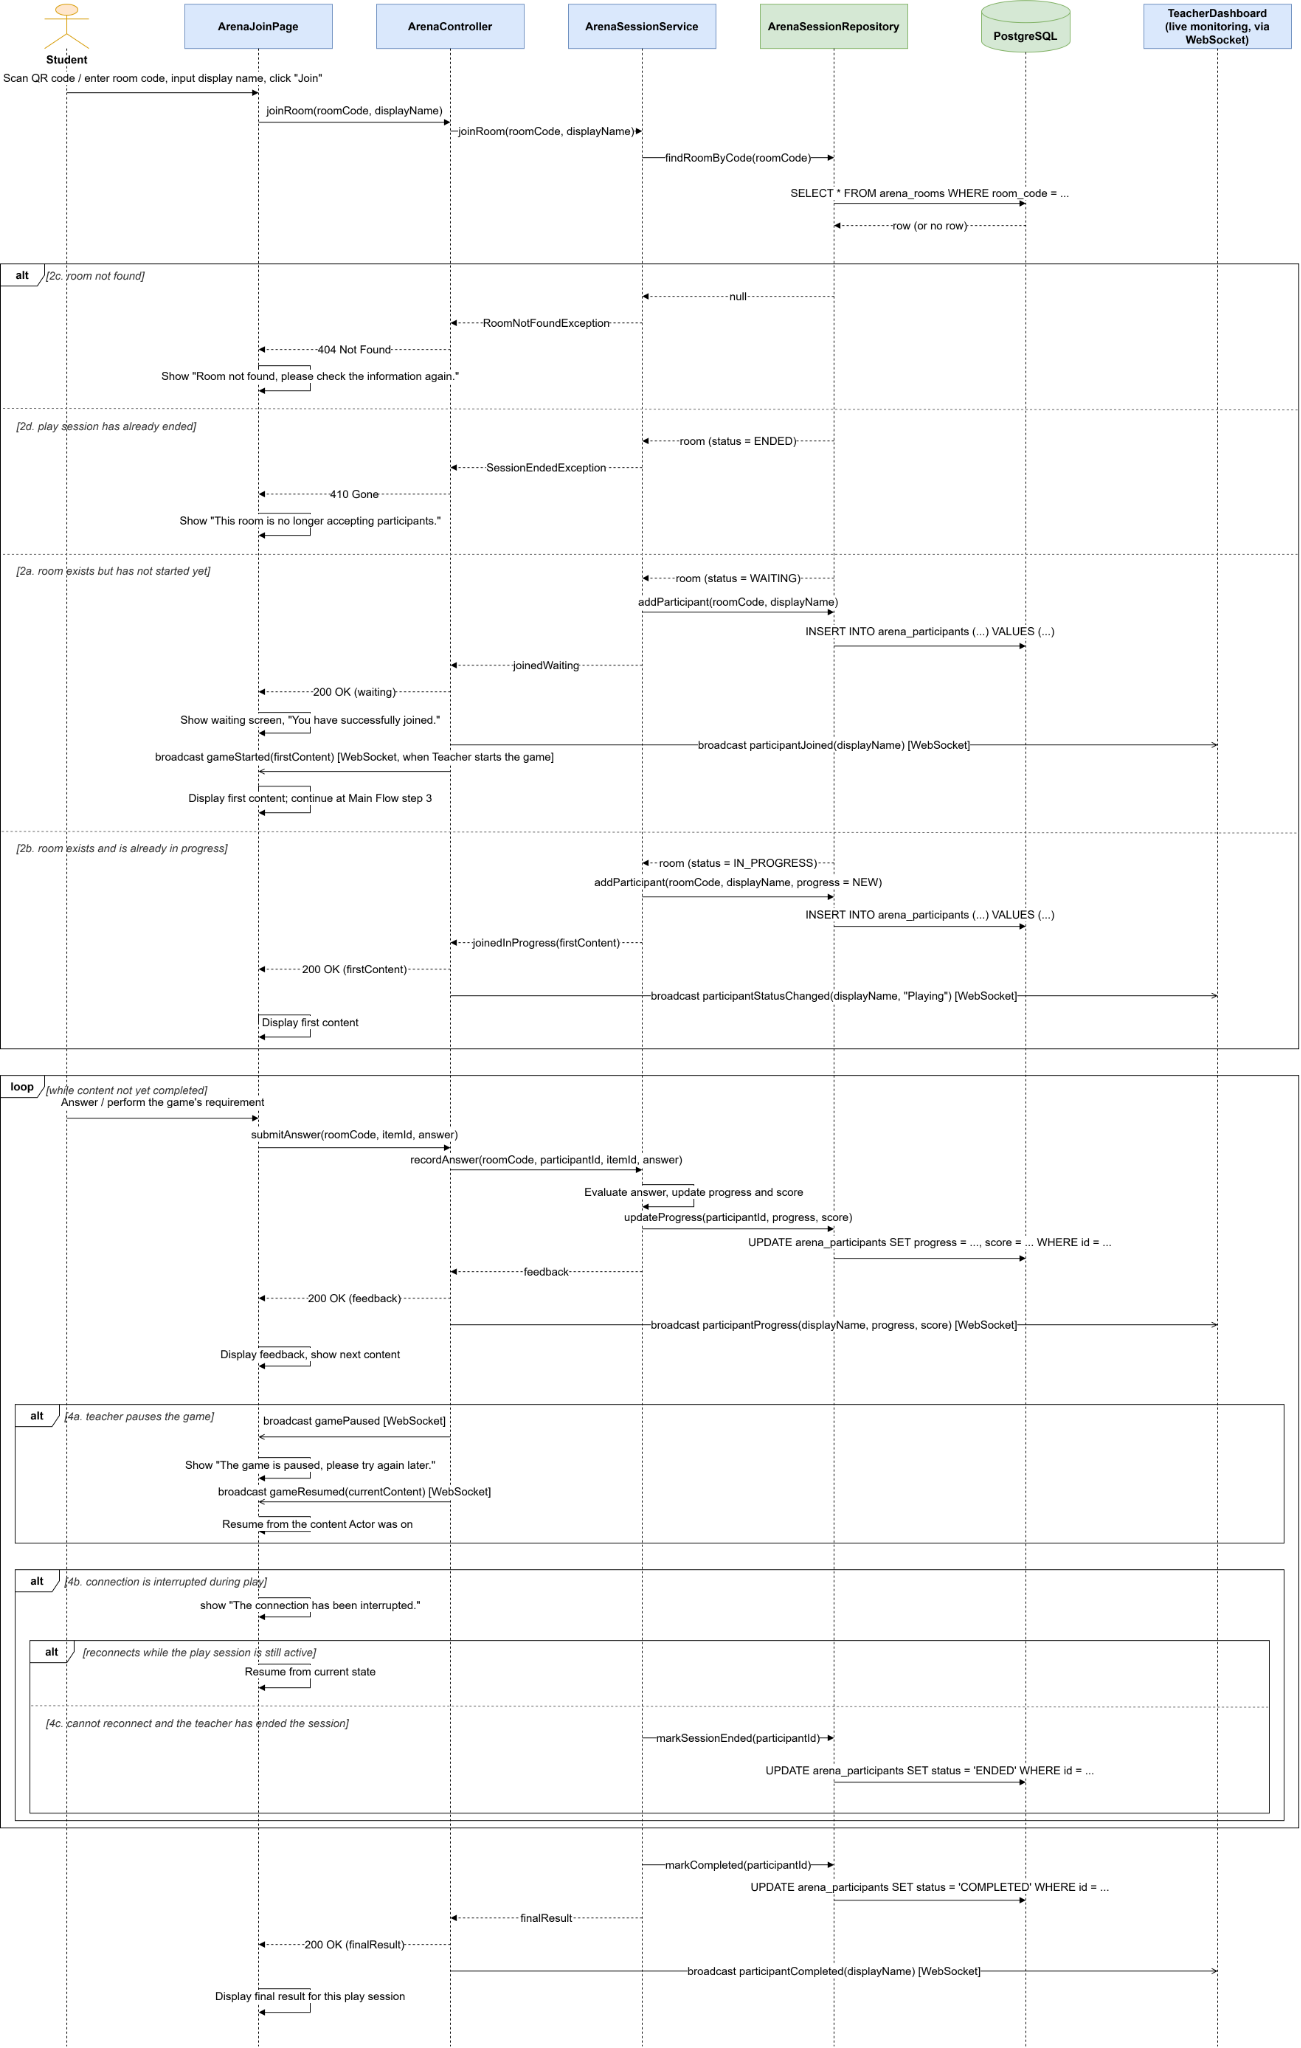 Student
ArenaJoinPage
ArenaController
ArenaSessionService
ArenaSessionRepository
PostgreSQL
TeacherDashboard
(live monitoring, via
WebSocket)
Scan QR code / enter room code, input display name, click "Join"
joinRoom(roomCode, displayName)
joinRoom(roomCode, displayName)
findRoomByCode(roomCode)
SELECT * FROM arena_rooms WHERE room_code = ...
row (or no row)
alt
[2c. room not found]
null
RoomNotFoundException
404 Not Found
Show "Room not found, please check the information again."
[2d. play session has already ended]
room (status = ENDED)
SessionEndedException
410 Gone
Show "This room is no longer accepting participants."
[2a. room exists but has not started yet]
room (status = WAITING)
addParticipant(roomCode, displayName)
INSERT INTO arena_participants (...) VALUES (...)
joinedWaiting
200 OK (waiting)
Show waiting screen, "You have successfully joined."
broadcast participantJoined(displayName) [WebSocket]
broadcast gameStarted(firstContent) [WebSocket, when Teacher starts the game]
Display first content; continue at Main Flow step 3
[2b. room exists and is already in progress]
room (status = IN_PROGRESS)
addParticipant(roomCode, displayName, progress = NEW)
INSERT INTO arena_participants (...) VALUES (...)
joinedInProgress(firstContent)
200 OK (firstContent)
broadcast participantStatusChanged(displayName, "Playing") [WebSocket]
Display first content
loop
[while content not yet completed]
Answer / perform the game's requirement
submitAnswer(roomCode, itemId, answer)
recordAnswer(roomCode, participantId, itemId, answer)
Evaluate answer, update progress and score
updateProgress(participantId, progress, score)
UPDATE arena_participants SET progress = ..., score = ... WHERE id = ...
feedback
200 OK (feedback)
broadcast participantProgress(displayName, progress, score) [WebSocket]
Display feedback, show next content
alt
[4a. teacher pauses the game]
broadcast gamePaused [WebSocket]
Show "The game is paused, please try again later."
broadcast gameResumed(currentContent) [WebSocket]
Resume from the content Actor was on
alt
[4b. connection is interrupted during play]
show "The connection has been interrupted."
alt
[reconnects while the play session is still active]
Resume from current state
[4c. cannot reconnect and the teacher has ended the session]
markSessionEnded(participantId)
UPDATE arena_participants SET status = 'ENDED' WHERE id = ...
markCompleted(participantId)
UPDATE arena_participants SET status = 'COMPLETED' WHERE id = ...
finalResult
200 OK (finalResult)
broadcast participantCompleted(displayName) [WebSocket]
Display final result for this play session